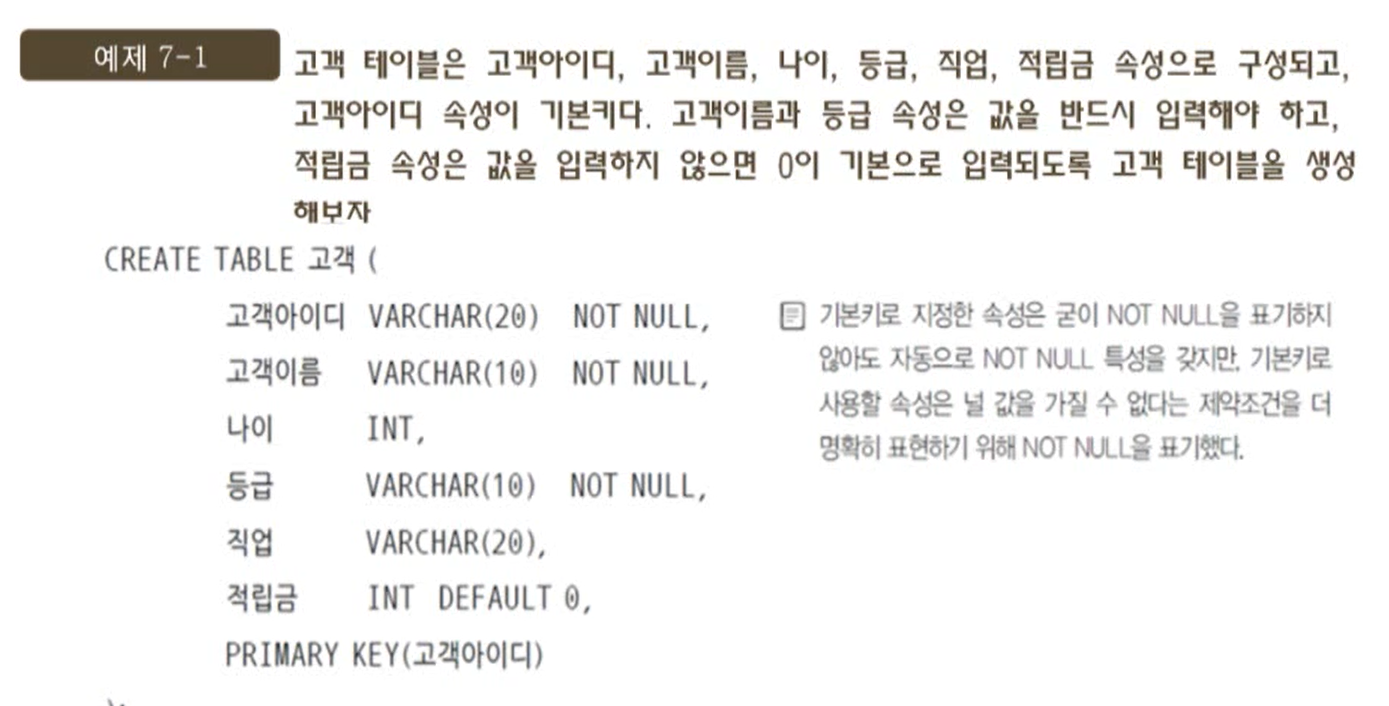 예제 7-1
고객 테이블은 고객아이디, 고객이름, 나이, 등급, 직업, 적립금 속성으로 구성되고,
고객아이디 속성이 기본키다. 고객이름과 등급 속성은 값을 반드시 입력해야 하고,
적립금 속성은 값을 입력하지 않으면 0이 기본으로 입력되도록 고객 테이블을 생성
해보자
CREATE TABLE 고객 (
고객아이디 VARCHAR(20) NOT NULL,
고객이름 VARCHAR(10) NOT NULL,
나이 INT,
등급 VARCHAR(10) NOT NULL,
직업 VARCHAR(20),
적립금 INT DEFAULT 0,
PRIMARY KEY(고객아이디)
기본키로 지정한 속성은 굳이 NOT NULL을 표기하지
않아도 자동으로 NOT NULL 특성을 갖지만, 기본키로
사용할 속성은 널 값을 가질 수 없다는 제약조건을 더
명확히 표현하기 위해 NOT NULL을 표기했다.